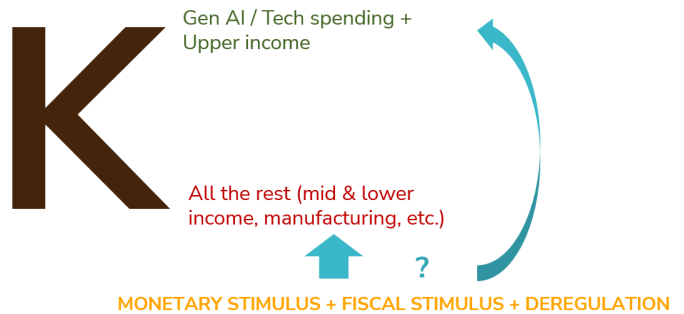 K
Gen AI / Tech spending +
Upper income
All the rest (mid & lower
income, manufacturing, etc.)
?
MONETARY STIMULUS + FISCAL STIMULUS + DEREGULATION